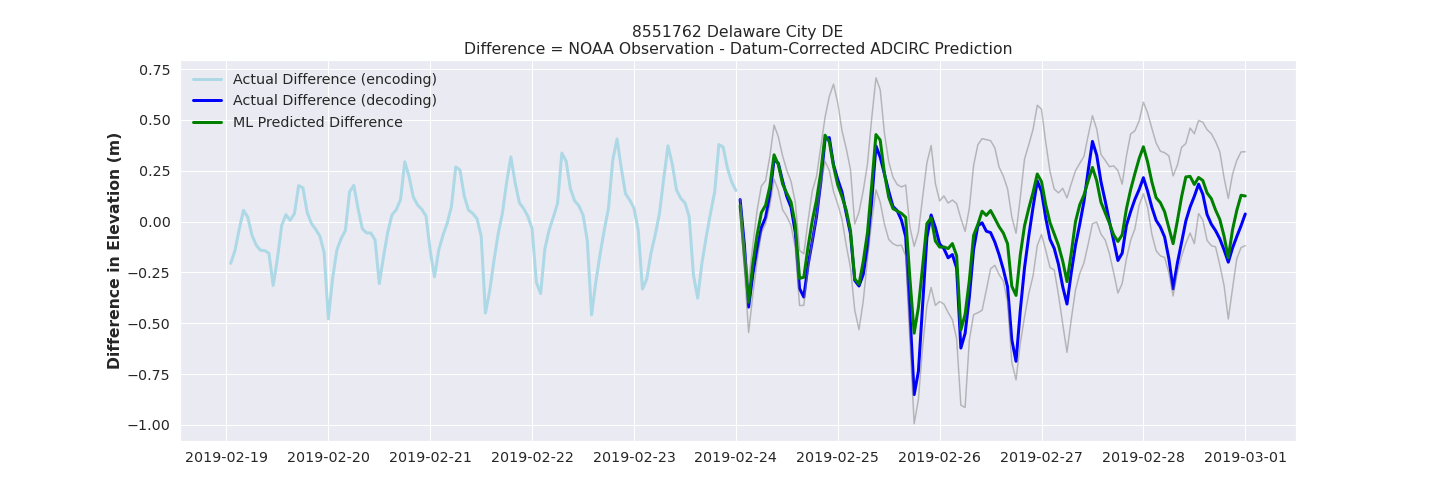 8551762 Delaware City DE
Difference = NOAA Observation - Datum-Corrected ADCIRC Prediction
Actual Difference (encoding)
Actual Difference (decoding)
ML Predicted Difference
Difference in Elevation (m)
0.75
0.50
0.25
0.00
−0.25
−0.50
−0.75
−1.00
2019-02-19 2019-02-20 2019-02-21 2019-02-22 2019-02-23 2019-02-24 2019-02-25 2019-02-26 2019-02-27 2019-02-28 2019-03-01